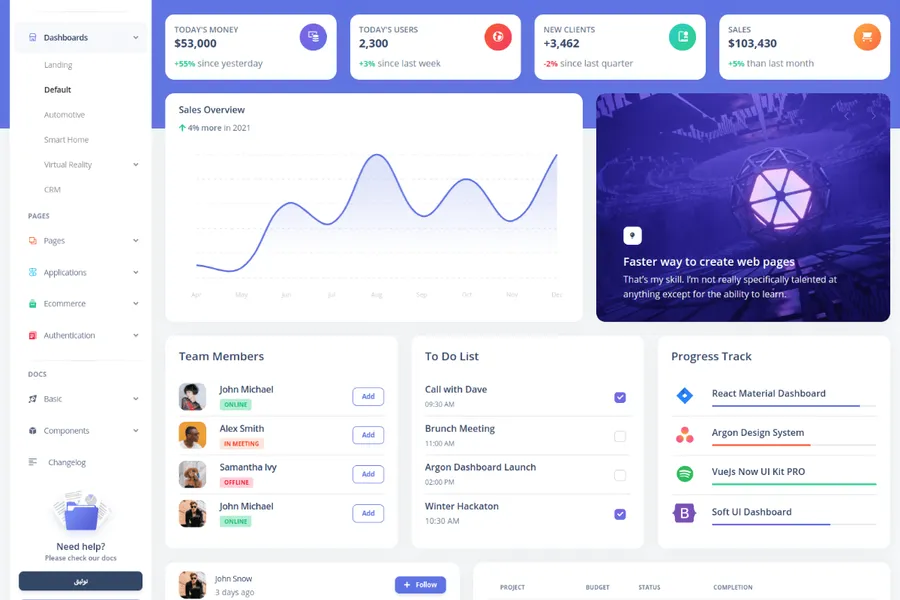 Dashboards
Landing
Default
Automotive
Smart Home
Virtual Reality
CRM
PAGES
Pages
Applications
Ecommerce
Authentication
DOCS
Basic
Components
Changelog
Need help?
Please check our docs
TODAY'S MONEY
$53,000
+55% since yesterday
TODAY'S USERS
2,300
+3% since last week
NEW CLIENTS
+3,462
-2% since last quarter
SALES
$103,430
+5% than last month
Sales Overview
4% more in 2021
Apr May Jun Jul Aug Sep Oct Nov Dec
Faster way to create web pages
That's my skill. I'm not really specifically talented at
anything except for the ability to learn.
Team Members
John Michael
ONLINE
Add
Alex Smith
IN MEETING
Add
Samantha Ivy
OFFLINE
Add
John Michael
ONLINE
Add
To Do List
Call with Dave
09:30 AM
Brunch Meeting
11:00 AM
Argon Dashboard Launch
02:00 PM
Winter Hackaton
10:30 AM
Progress Track
React Material Dashboard
Argon Design System
VueJs Now UI Kit PRO
B
Soft UI Dashboard
John Snow
3 days ago
+ Follow
PROJECT BUDGET STATUS COMPLETION